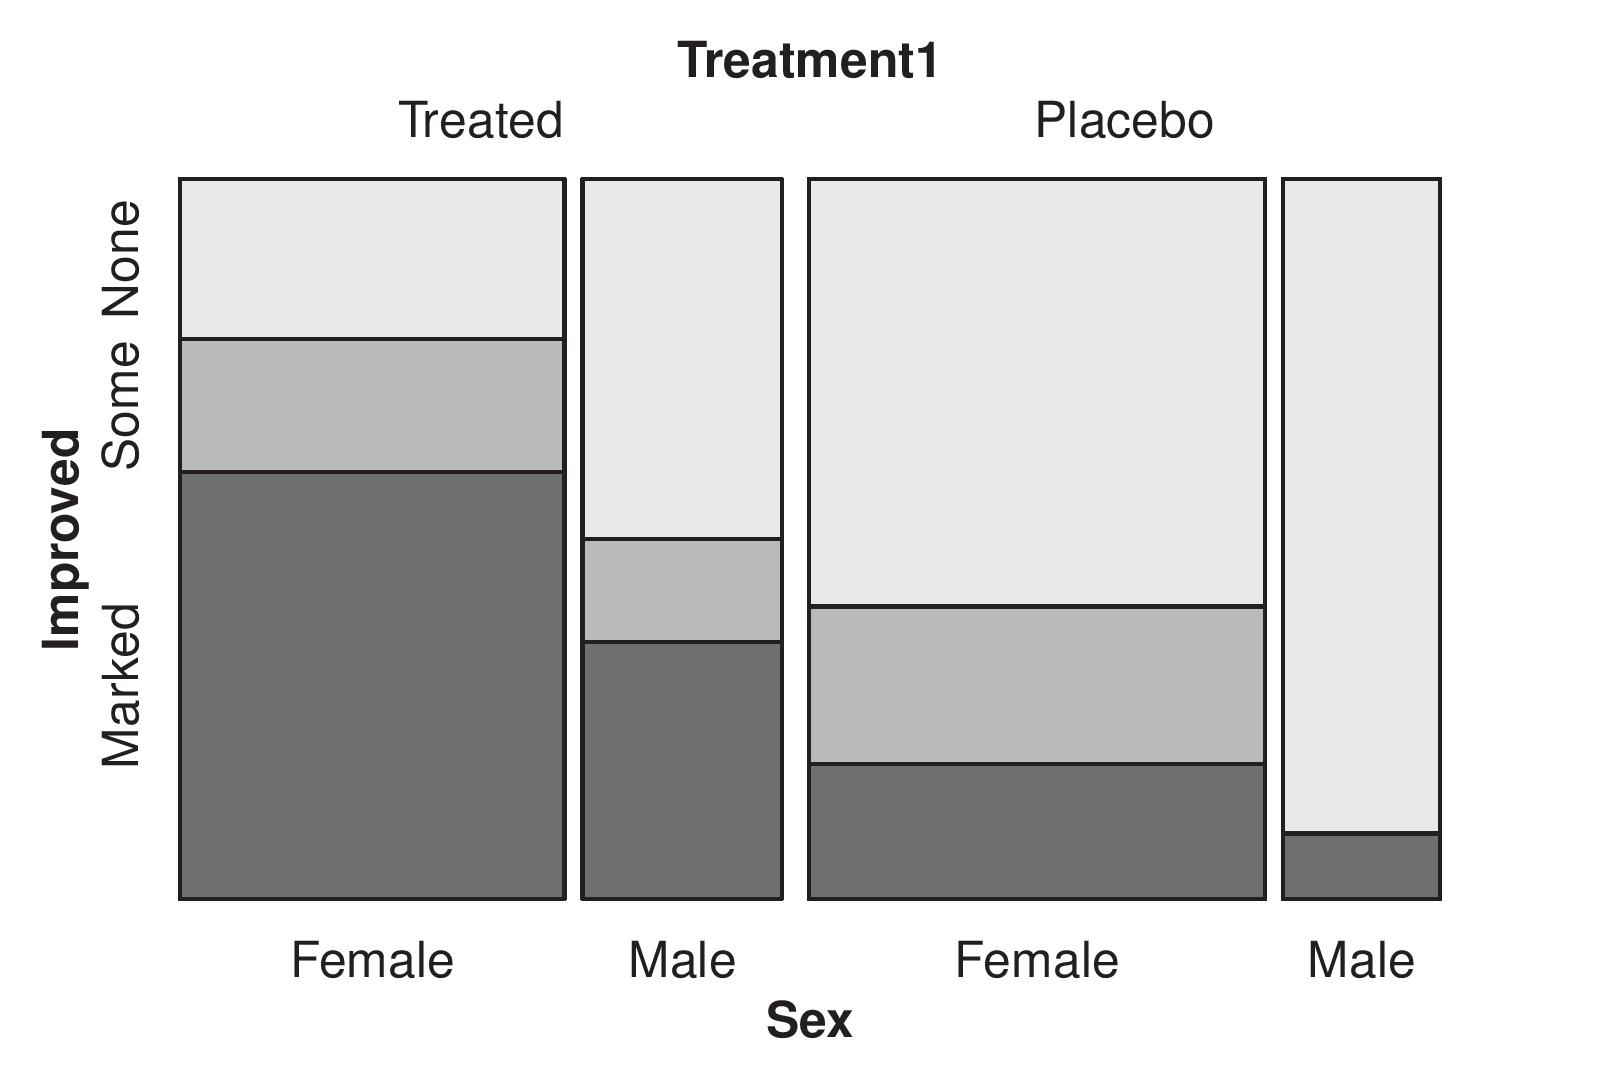 Treatment1
Treated Placebo
None
Some
Marked
Improved
Female Male Female Male
Sex